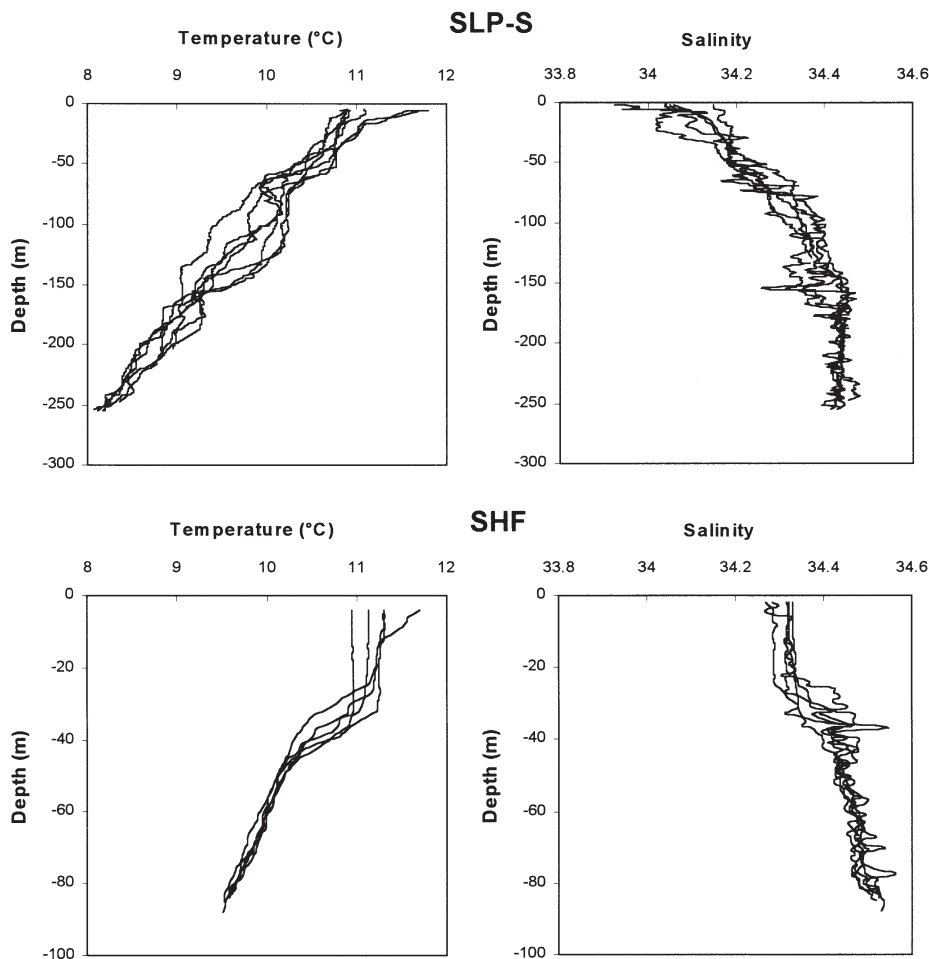 SLP-S
Temperature (°C)
Salinity
8 9 10 11 12
33.8 34 34.2 34.4 34.6
0
-50
-100
-150
-200
-250
-300
Depth (m)
0
-50
-100
-150
-200
-250
-300
Depth (m)
SHF
Temperature (°C)
Salinity
8 9 10 11 12
33.8 34 34.2 34.4 34.6
0
-20
-40
-60
-80
-100
Depth (m)
0
-20
-40
-60
-80
-100
Depth (m)